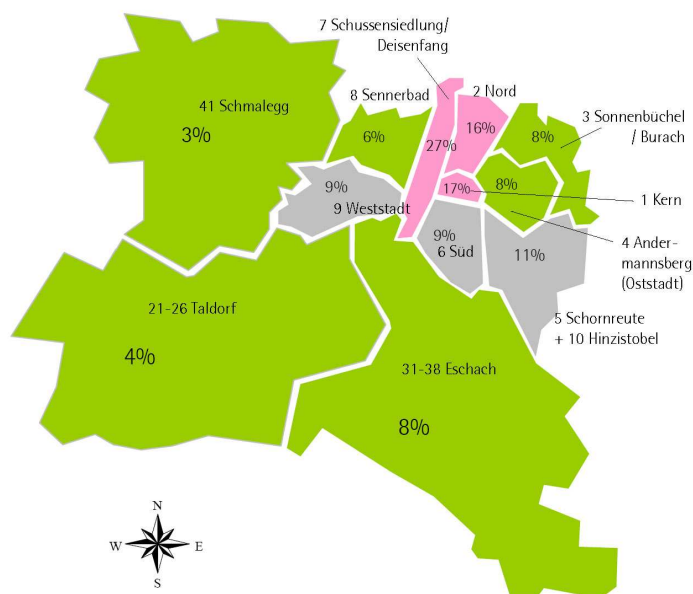 7 Schussensiedlung/
Deisenfang
8 Sennerbad
2 Nord
41 Schmalegg
3%
6%
27%
16%
8%
3 Sonnenbüchel
/ Burach
9%
9 Weststadt
17%
8%
1 Kern
9%
6 Süd
11%
4 Ander-
mannsberg
(Oststadt)
21-26 Taldorf
4%
5 Schornreute
+ 10 Hinzistobel
31-38 Eschach
8%
N
W
E
S